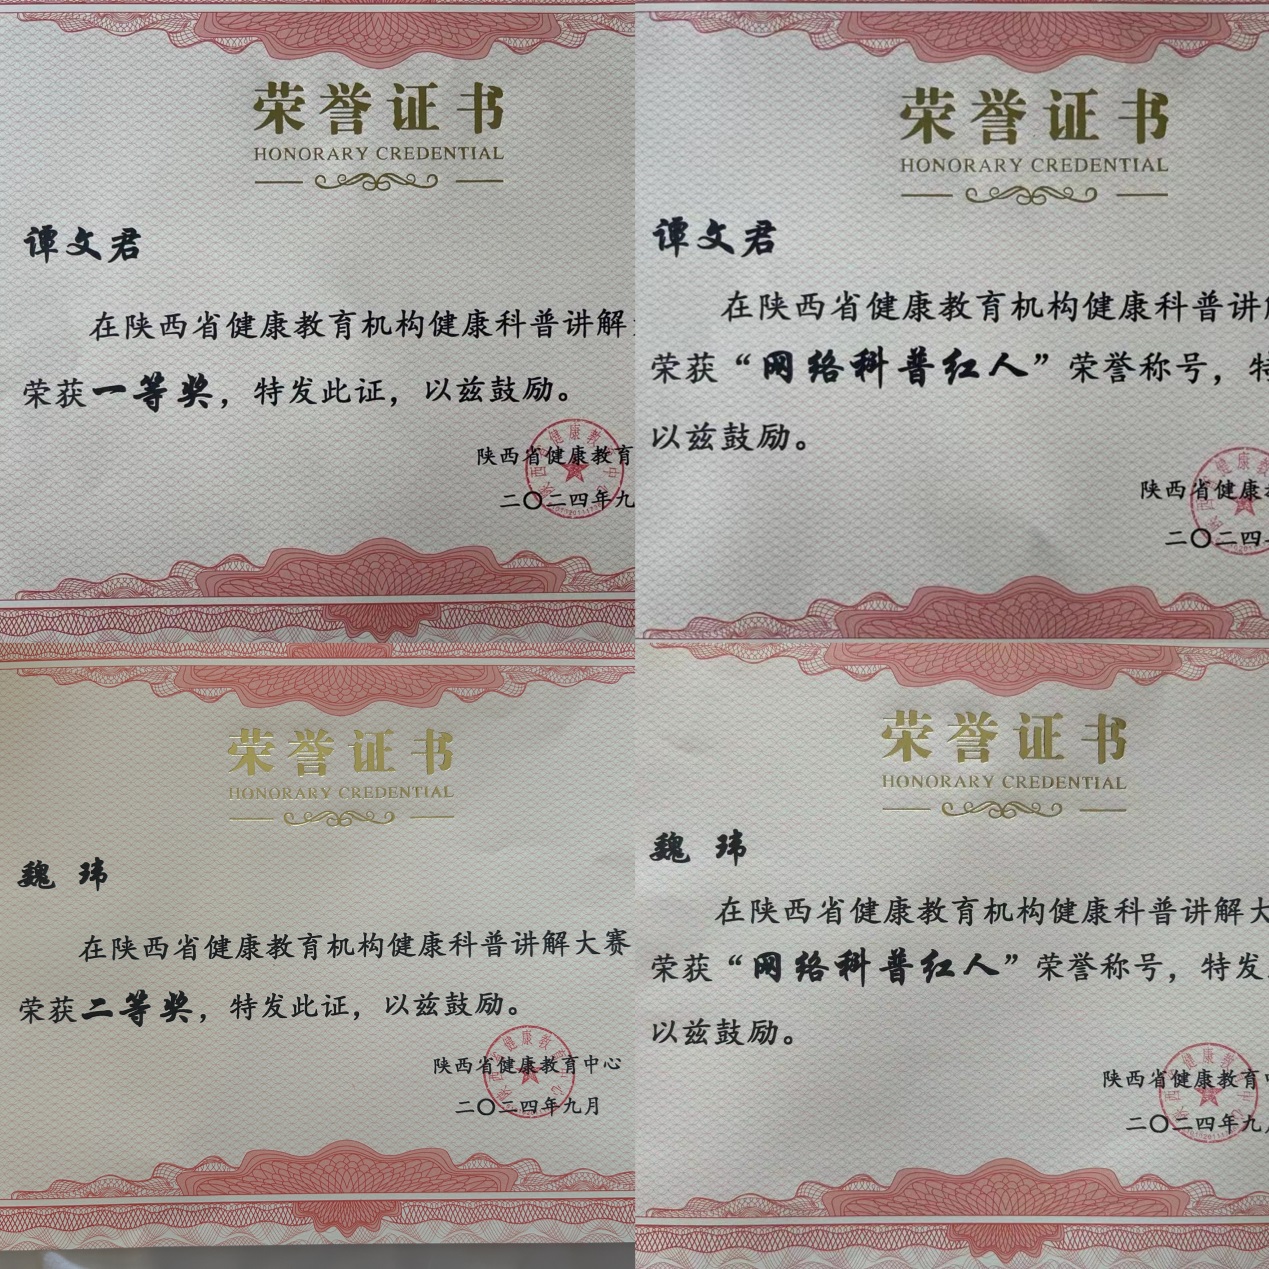 荣誉证书
HONORARY CREDENTIAL
谭文君
在陕西省健康教育机构健康科普讲解
荣获一等奖，特发此证，以兹鼓励。
陕西省健康教育
二〇二四年九
荣誉证书
HONORARY CREDENTIAL
谭文君
在陕西省健康教育机构健康科普讲
荣获“网络科普红人”荣誉称号，特
以兹鼓励。
陕西省健康
二〇二四
荣誉证书
HONORARY CREDENTIAL
魏 玮
在陕西省健康教育机构健康科普讲解大赛
荣获二等奖，特发此证，以兹鼓励。
陕西省健康教育中心
二〇二四年九月
荣誉证书
HONORARY CREDENTIAL
魏 玮
在陕西省健康教育机构健康科普讲解大
荣获“网络科普红人”荣誉称号，特发
以兹鼓励。
陕西省健康教育
二〇二四年九